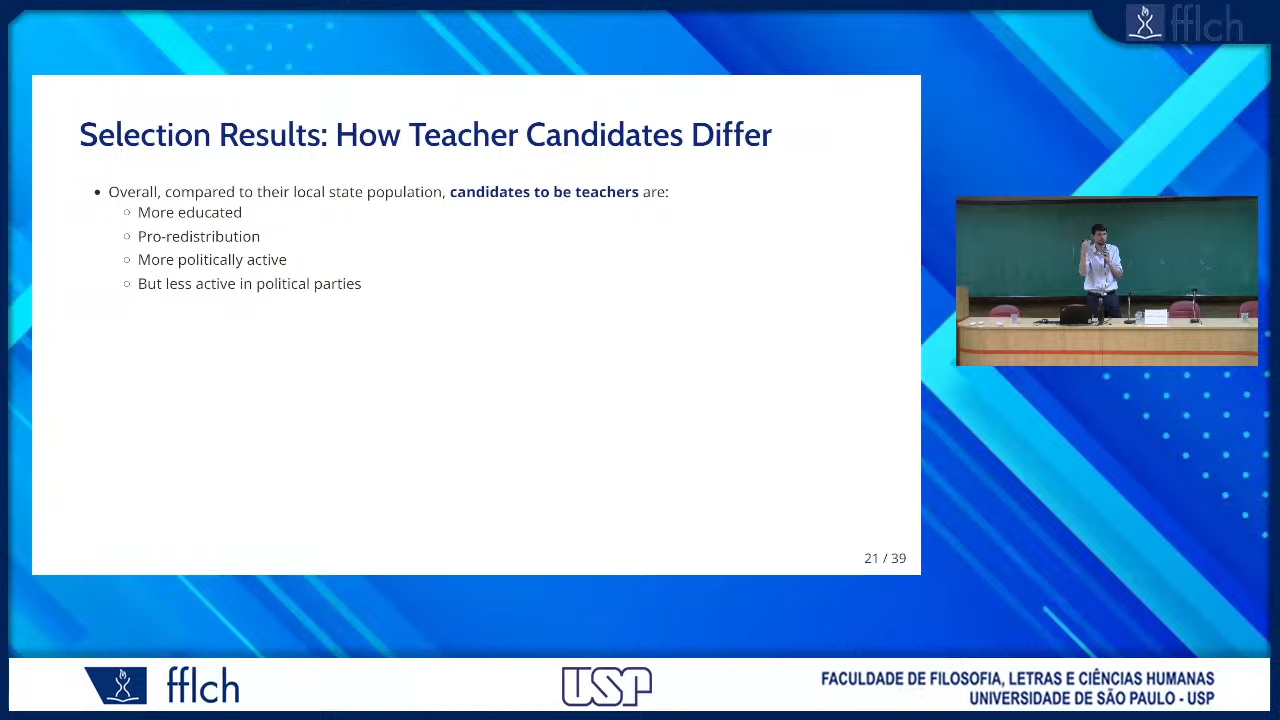 fflch
Selection Results: How Teacher Candidates Differ
Overall, compared to their local state population, candidates to be teachers are:
More educated
Pro-redistribution
More politically active
But less active in political parties
21 / 39
fflch
USP
FACULDADE DE FILOSOFIA, LETRAS E CIÊNCIAS HUMANAS
UNIVERSIDADE DE SÃO PAULO - USP